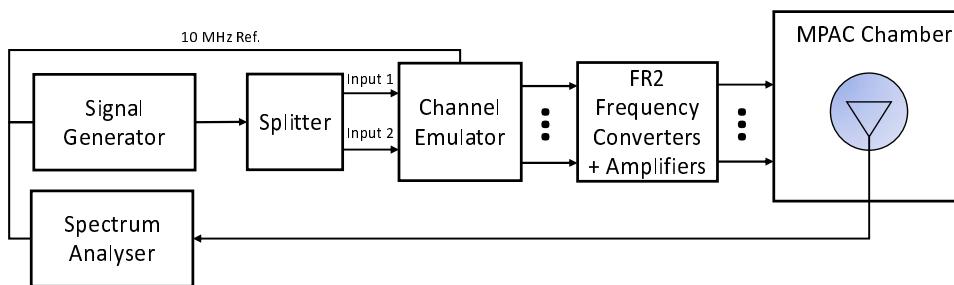 10 MHz Ref.
Signal
Generator
Splitter
Input 1
Input 2
Channel
Emulator
FR2
Frequency
Converters
+ Amplifiers
MPAC Chamber
Spectrum
Analyser